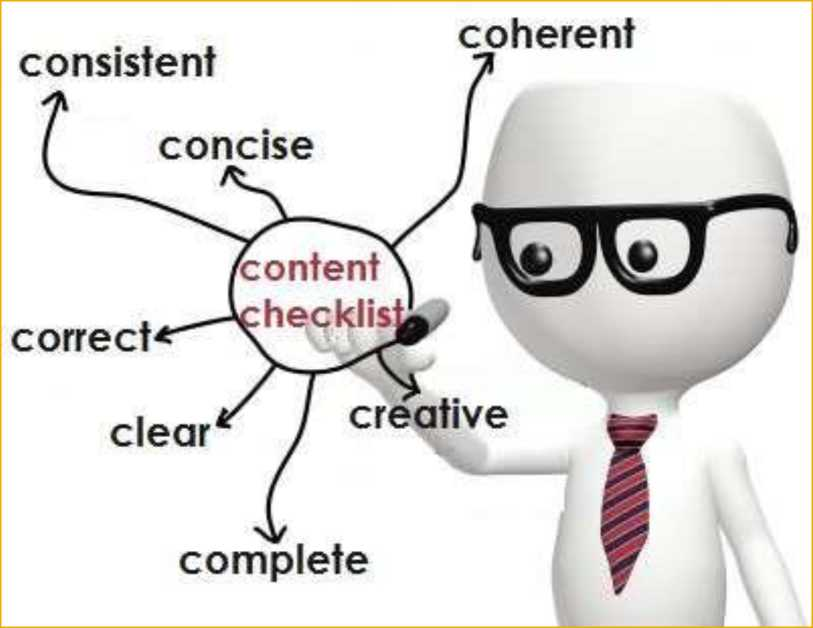 coherent
consistent
concise
content
checklist
correct
creative
clear
complete